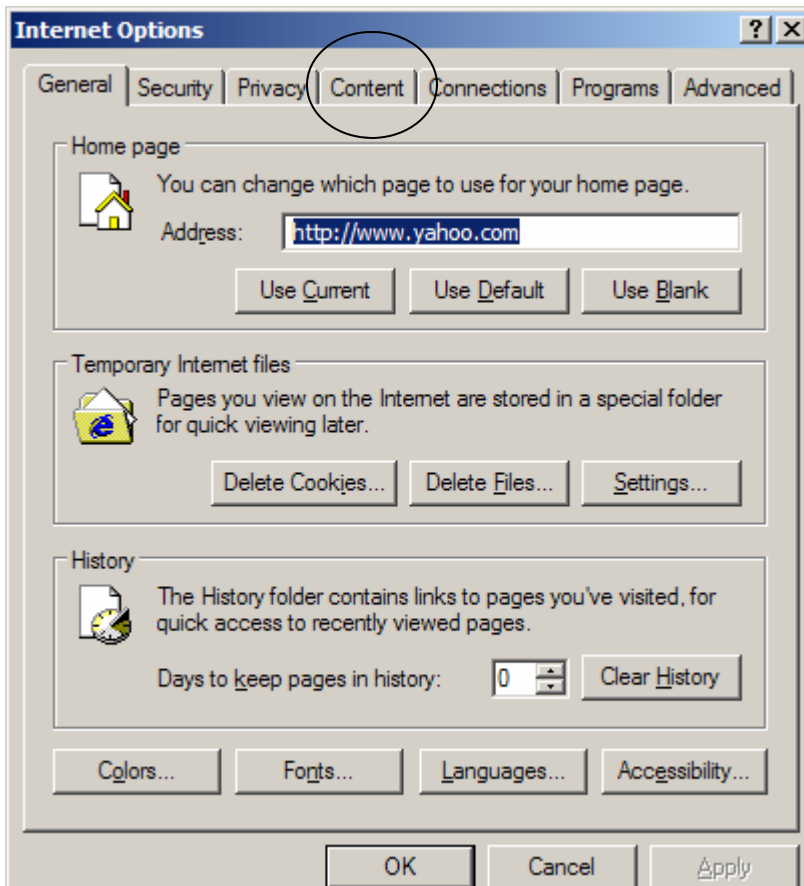 Internet Options
General Security Privacy Content Connections Programs Advanced
Home page
You can change which page to use for your home page.
Address: http://www.yahoo.com
Use Current Use Default Use Blank
Temporary Internet files
Pages you view on the Internet are stored in a special folder
for quick viewing later.
Delete Cookies... Delete Files... Settings...
History
The History folder contains links to pages you've visited, for
quick access to recently viewed pages.
Days to keep pages in history: 0 Clear History
Colors... Fonts... Languages... Accessibility...
OK Cancel Apply